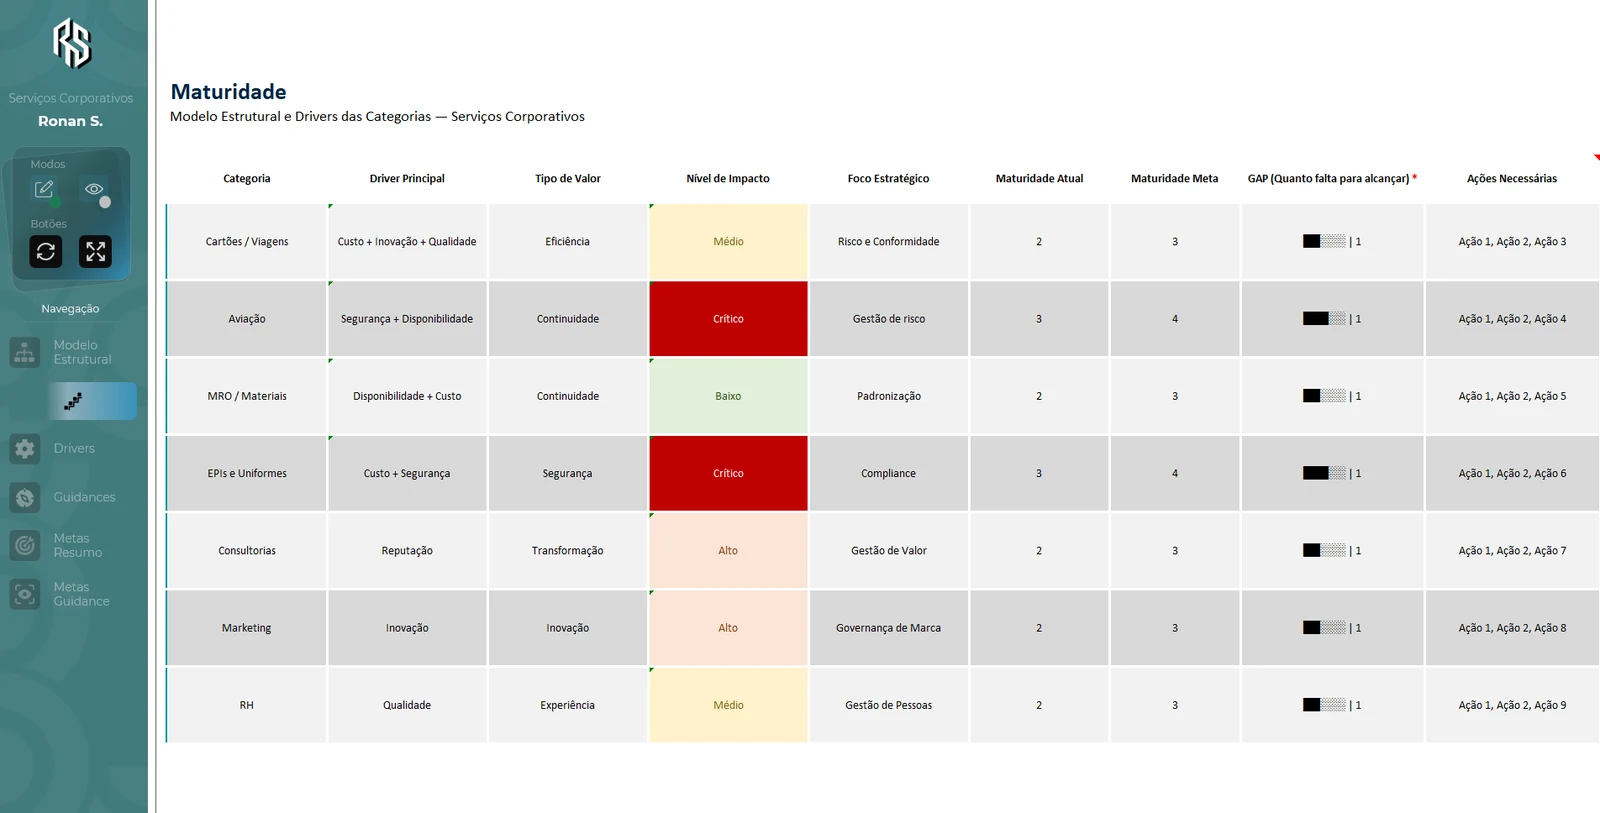 RS
Serviços Corporativos
Ronan S.
Modos
Botões
Navegação
Modelo
Estrutural
Drivers
Guidances
Metas
Resumo
Metas
Guidance
Maturidade
Modelo Estrutural e Drivers das Categorias — Serviços Corporativos
Categoria Driver Principal Tipo de Valor Nível de Impacto Foco Estratégico Maturidade Atual Maturidade Meta GAP (Quanto falta para alcançar) * Ações Necessárias
Cartões / Viagens Custo + Inovação + Qualidade Eficiência Médio Risco e Conformidade 2 3 ██░░░ | 1 Ação 1, Ação 2, Ação 3
Aviação Segurança + Disponibilidade Continuidade Crítico Gestão de risco 3 4 ███░░ | 1 Ação 1, Ação 2, Ação 4
MRO / Materiais Disponibilidade + Custo Continuidade Baixo Padronização 2 3 ██░░░ | 1 Ação 1, Ação 2, Ação 5
EPIs e Uniformes Custo + Segurança Segurança Crítico Compliance 3 4 ███░░ | 1 Ação 1, Ação 2, Ação 6
Consultorias Reputação Transformação Alto Gestão de Valor 2 3 ██░░░ | 1 Ação 1, Ação 2, Ação 7
Marketing Inovação Inovação Alto Governança de Marca 2 3 ██░░░ | 1 Ação 1, Ação 2, Ação 8
RH Qualidade Experiência Médio Gestão de Pessoas 2 3 ██░░░ | 1 Ação 1, Ação 2, Ação 9